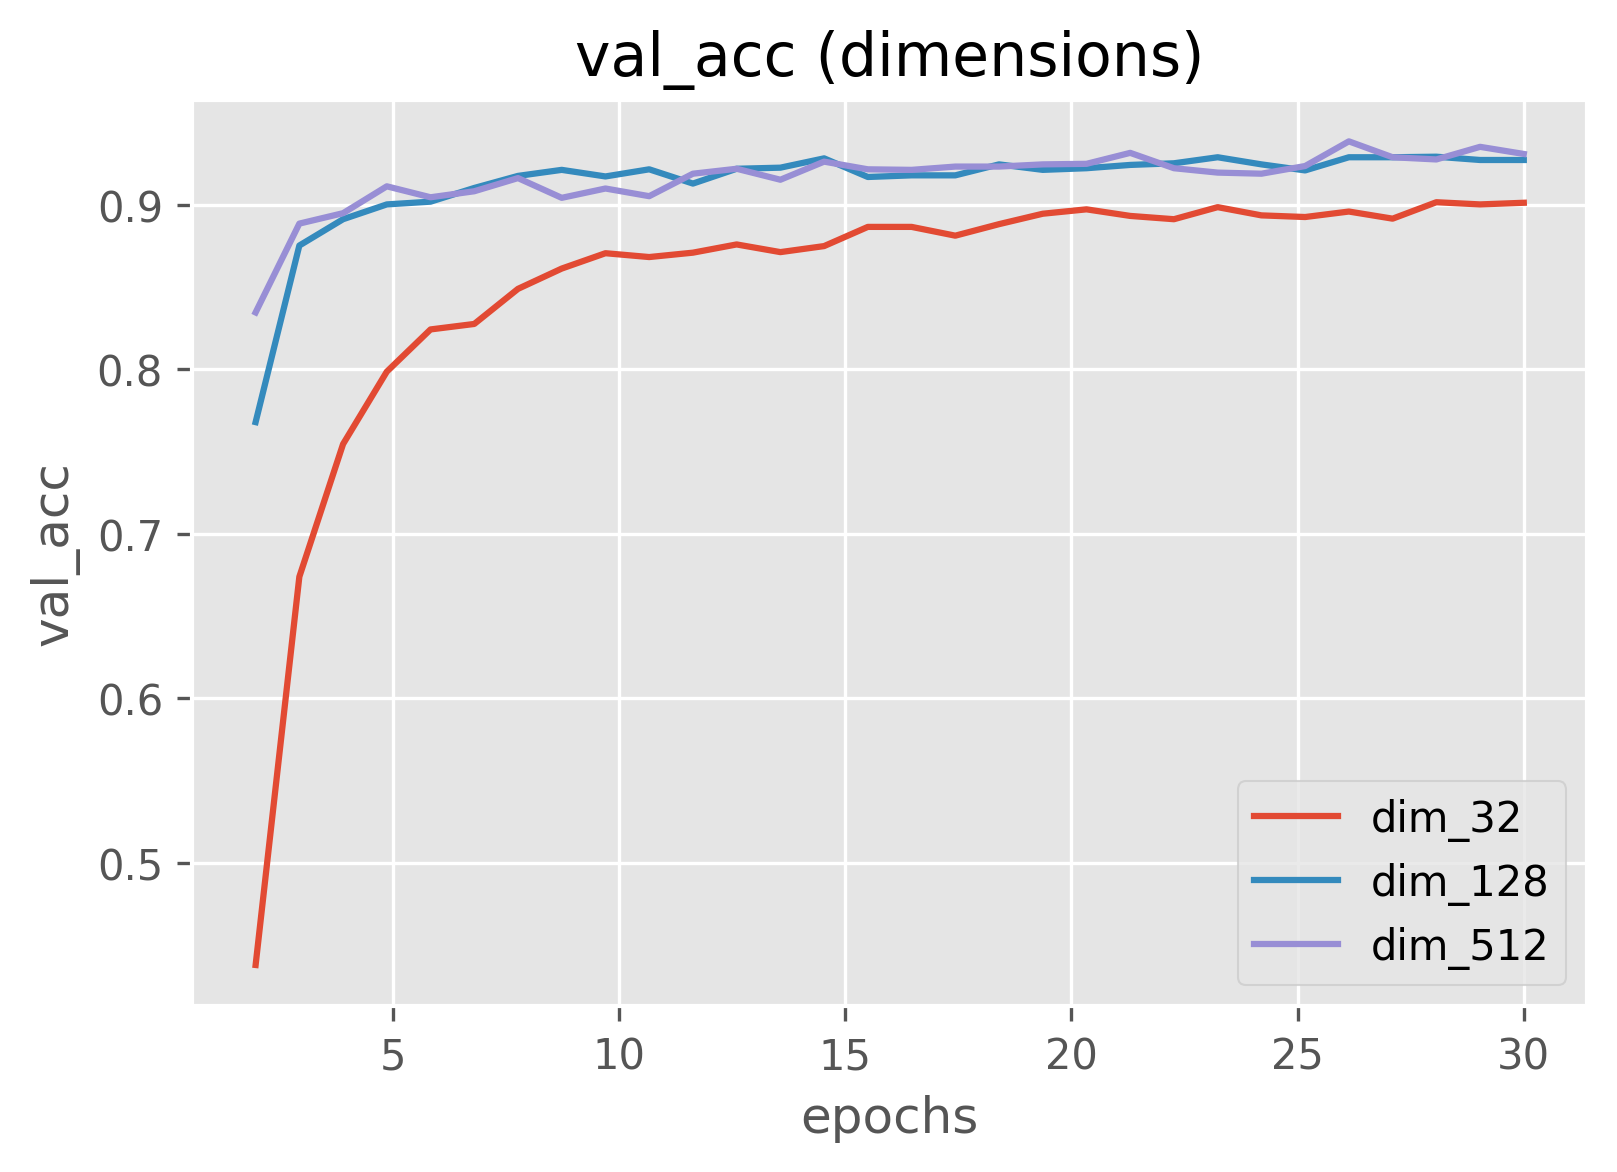 val_acc (dimensions)
val_acc
0.9
0.8
0.7
0.6
0.5
dim_32
dim_128
dim_512
5 10 15 20 25 30
epochs